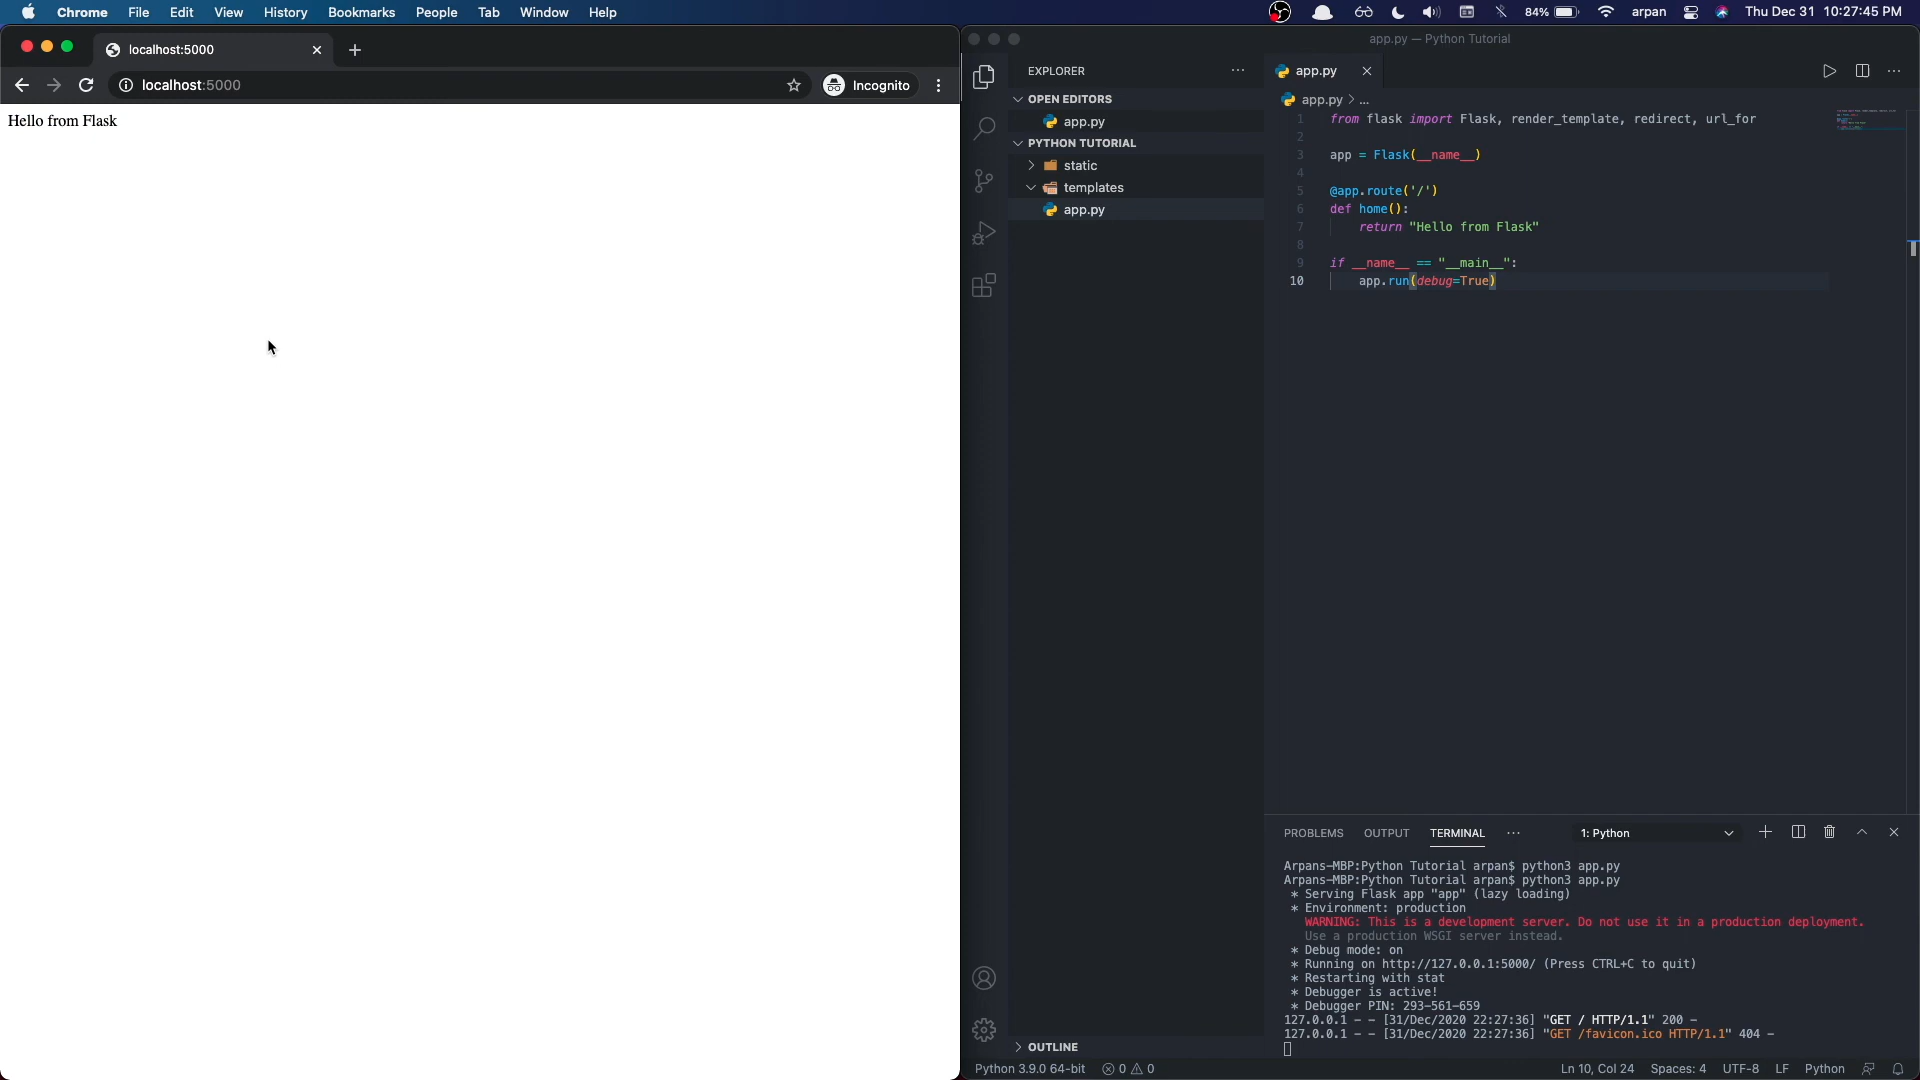 Chrome File Edit View History Bookmarks People Tab Window Help
84% arpan Thu Dec 31 10:27:45 PM
localhost:5000
localhost:5000 Incognito
Hello from Flask
app.py — Python Tutorial
EXPLORER
OPEN EDITORS
app.py
PYTHON TUTORIAL
static
templates
app.py
OUTLINE
app.py
app.py > ...
1 from flask import Flask, render_template, redirect, url_for
2
3 app = Flask(__name__)
4
5 @app.route('/')
6 def home():
7 return "Hello from Flask"
8
9 if __name__ == "__main__":
10 app.run(debug=True)
PROBLEMS OUTPUT TERMINAL ... 1: Python
Arpans-MBP:Python Tutorial arpan$ python3 app.py
Arpans-MBP:Python Tutorial arpan$ python3 app.py
* Serving Flask app "app" (lazy loading)
* Environment: production
WARNING: This is a development server. Do not use it in a production deployment.
Use a production WSGI server instead.
* Debug mode: on
* Running on http://127.0.0.1:5000/ (Press CTRL+C to quit)
* Restarting with stat
* Debugger is active!
* Debugger PIN: 293-561-659
127.0.0.1 - - [31/Dec/2020 22:27:36] "GET / HTTP/1.1" 200 -
127.0.0.1 - - [31/Dec/2020 22:27:36] "GET /favicon.ico HTTP/1.1" 404 -
Python 3.9.0 64-bit 0 0 Ln 10, Col 24 Spaces: 4 UTF-8 LF Python